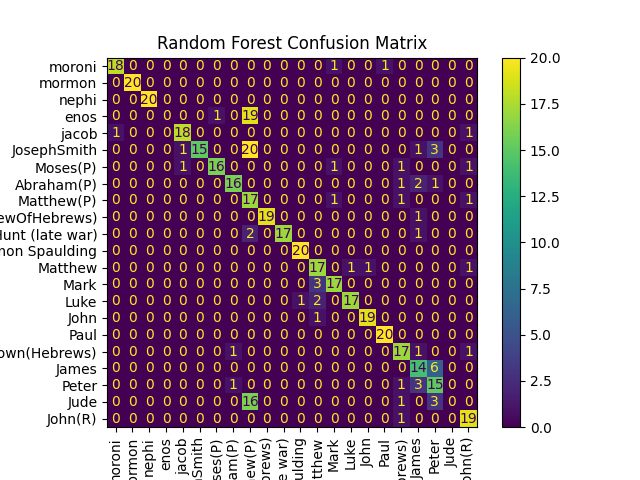 Random Forest Confusion Matrix
moroni 18 0 0 0 0 0 0 0 0 0 0 0 0 1 0 0 1 0 0 0 0 0
mormon 0 20 0 0 0 0 0 0 0 0 0 0 0 0 0 0 0 0 0 0 0 0
nephi 0 0 20 0 0 0 0 0 0 0 0 0 0 0 0 0 0 0 0 0 0 0
enos 0 0 0 0 0 0 1 0 19 0 0 0 0 0 0 0 0 0 0 0 0 0
jacob 1 0 0 0 18 0 0 0 0 0 0 0 0 0 0 0 0 0 0 0 0 1
JosephSmith 0 0 0 0 1 15 0 0 20 0 0 0 0 0 0 0 0 0 1 3 0 0
Moses(P) 0 0 0 0 1 0 16 0 0 0 0 0 0 1 0 0 0 1 0 0 0 1
Abraham(P) 0 0 0 0 0 0 0 16 0 0 0 0 0 0 0 0 0 1 2 1 0 0
Matthew(P) 0 0 0 0 0 0 0 0 17 0 0 0 0 1 0 0 0 1 0 0 0 1
ewOfHebrews) 0 0 0 0 0 0 0 0 0 19 0 0 0 0 0 0 0 0 1 0 0 0
Hunt (late war) 0 0 0 0 0 0 0 0 2 0 17 0 0 0 0 0 0 0 1 0 0 0
mon Spaulding 0 0 0 0 0 0 0 0 0 0 0 20 0 0 0 0 0 0 0 0 0 0
Matthew 0 0 0 0 0 0 0 0 0 0 0 0 17 0 1 1 0 0 0 0 0 1
Mark 0 0 0 0 0 0 0 0 0 0 0 0 3 17 0 0 0 0 0 0 0 0
Luke 0 0 0 0 0 0 0 0 0 0 0 1 2 0 17 0 0 0 0 0 0 0
John 0 0 0 0 0 0 0 0 0 0 0 0 1 0 0 19 0 0 0 0 0 0
Paul 0 0 0 0 0 0 0 0 0 0 0 0 0 0 0 0 20 0 0 0 0 0
own(Hebrews) 0 0 0 0 0 0 0 1 0 0 0 0 0 0 0 0 0 17 1 0 0 1
James 0 0 0 0 0 0 0 0 0 0 0 0 0 0 0 0 0 0 14 6 0 0
Peter 0 0 0 0 0 0 0 1 0 0 0 0 0 0 0 0 0 1 3 15 0 0
Jude 0 0 0 0 0 0 0 0 16 0 0 0 0 0 0 0 0 1 0 3 0 0
John(R) 0 0 0 0 0 0 0 0 0 0 0 0 0 0 0 0 0 1 0 0 0 19
noroni
ormon
nephi
enos
jacob
Smith
ses(P)
am(P)
ew(P)
brews)
e war)
ulding
tthew
Mark
Luke
John
Paul
rews)
James
Peter
Jude
ohn(R)
20.0
17.5
15.0
12.5
10.0
7.5
5.0
2.5
0.0